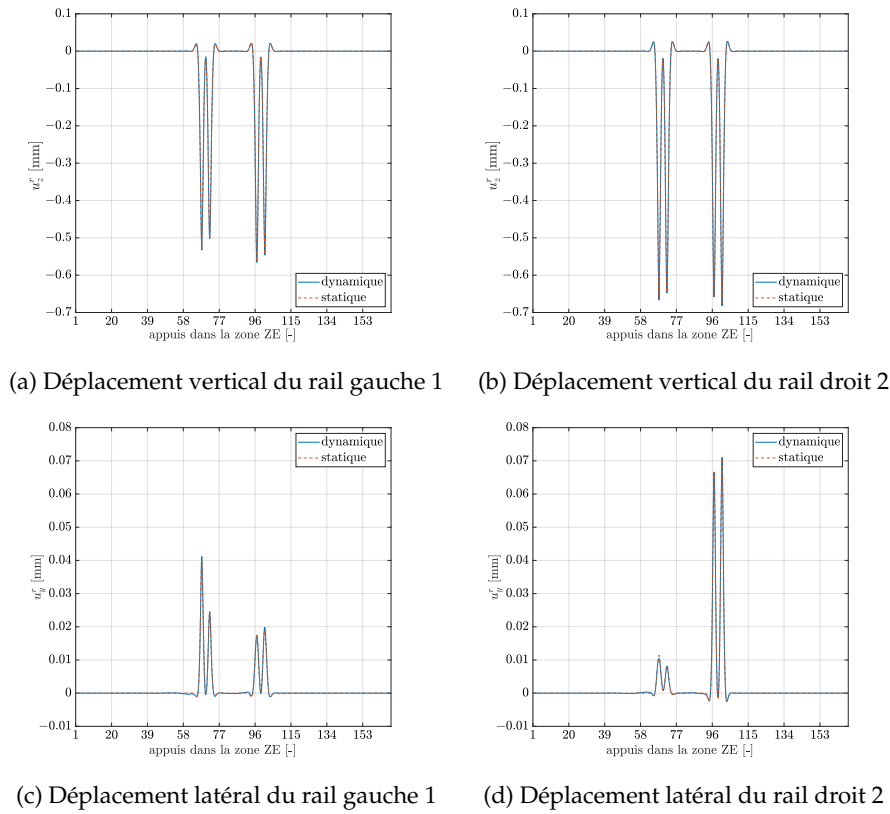 0.1
0
−0.1
−0.2
−0.3
−0.4
−0.5
−0.6
−0.7
u_z^r [mm]
dynamique
statique
1 20 39 58 77 96 115 134 153
appuis dans la zone ZE [-]
(a) Déplacement vertical du rail gauche 1
0.1
0
−0.1
−0.2
−0.3
−0.4
−0.5
−0.6
−0.7
u_z^r [mm]
dynamique
statique
1 20 39 58 77 96 115 134 153
appuis dans la zone ZE [-]
(b) Déplacement vertical du rail droit 2
0.08
0.07
0.06
0.05
0.04
0.03
0.02
0.01
0
−0.01
u_y^r [mm]
dynamique
statique
1 20 39 58 77 96 115 134 153
appuis dans la zone ZE [-]
(c) Déplacement latéral du rail gauche 1
0.08
0.07
0.06
0.05
0.04
0.03
0.02
0.01
0
−0.01
u_y^r [mm]
dynamique
statique
1 20 39 58 77 96 115 134 153
appuis dans la zone ZE [-]
(d) Déplacement latéral du rail droit 2